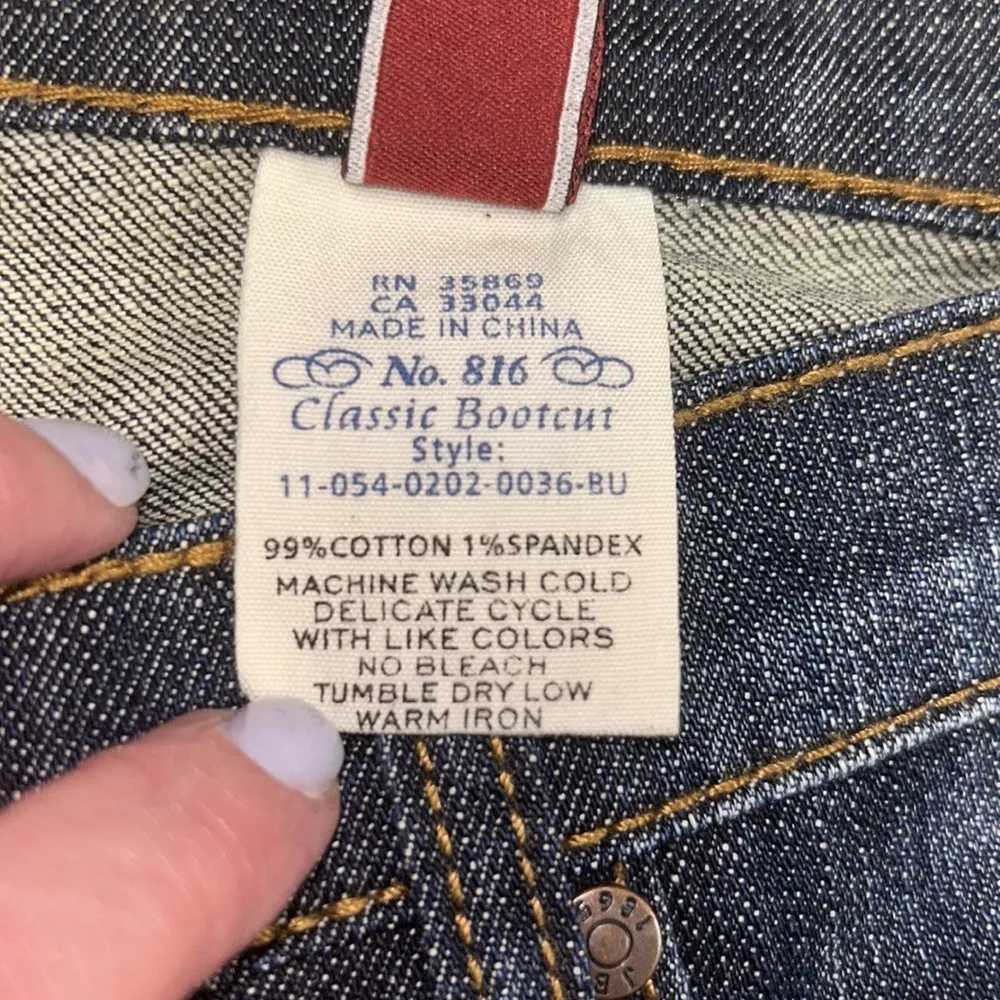 RN 35869
CA 33044
MADE IN CHINA
No. 816
Classic Bootcut
Style:
11-054-0202-0036-BU
99%COTTON 1%SPANDEX
MACHINE WASH COLD
DELICATE CYCLE
WITH LIKE COLORS
NO BLEACH
TUMBLE DRY LOW
WARM IRON